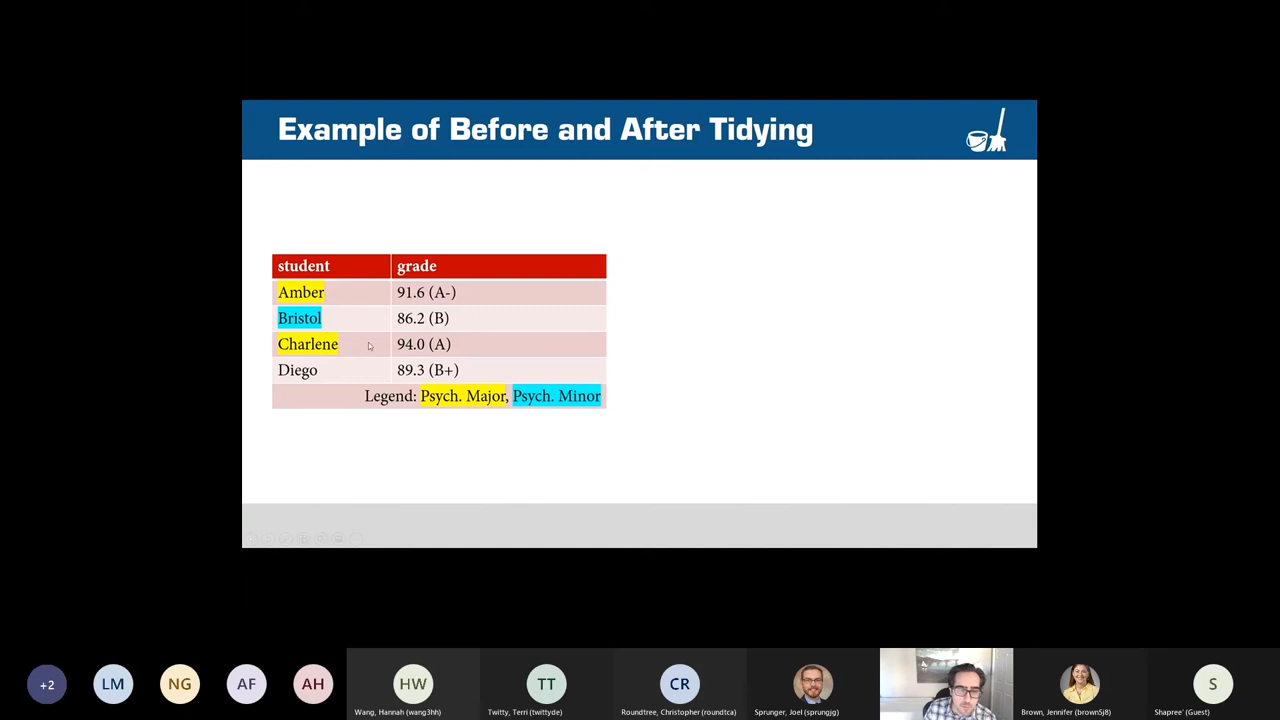 Example of Before and After Tidying
student grade
Amber 91.6 (A-)
Bristol 86.2 (B)
Charlene 94.0 (A)
Diego 89.3 (B+)
Legend: Psych. Major, Psych. Minor
+2 LM NG AF AH HW TT CR S
Wang, Hannah (wang3hh) Twitty, Terri (twittyde) Roundtree, Christopher (roundtca) Sprunger, Joel (sprungjg) Brown, Jennifer (brown5j8) Shapree' (Guest)